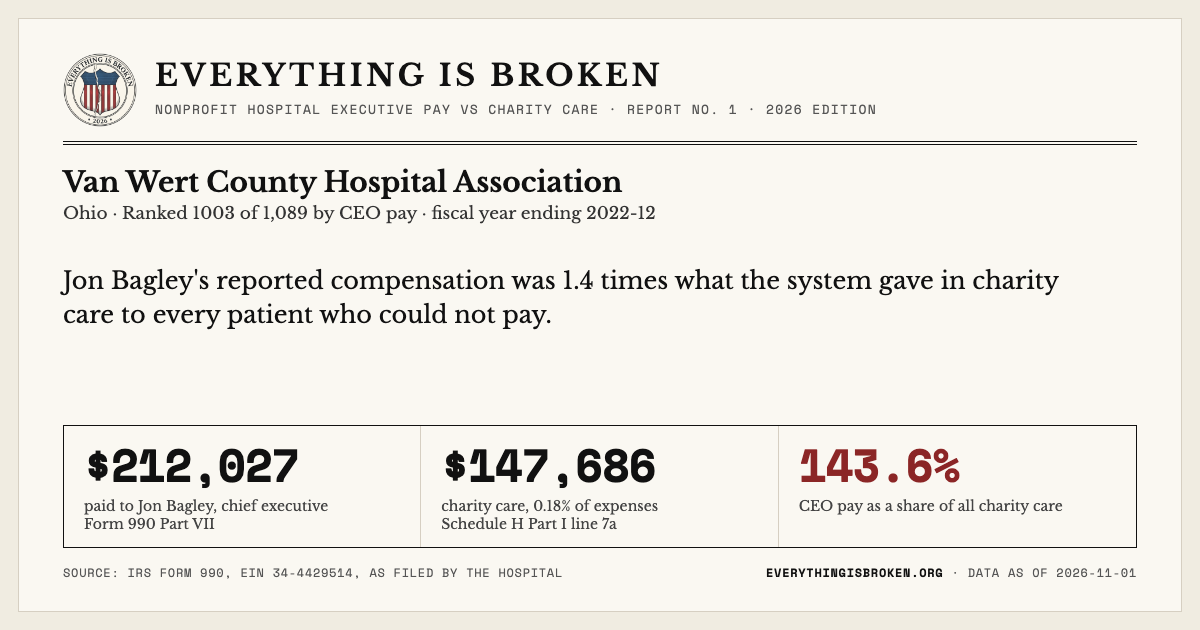 EVERYTHING IS BROKEN
· 2026 ·
EVERYTHING IS BROKEN
NONPROFIT HOSPITAL EXECUTIVE PAY VS CHARITY CARE · REPORT NO. 1 · 2026 EDITION
Van Wert County Hospital Association
Ohio · Ranked 1003 of 1,089 by CEO pay · fiscal year ending 2022-12
Jon Bagley's reported compensation was 1.4 times what the system gave in charity
care to every patient who could not pay.
$212,027
paid to Jon Bagley, chief executive
Form 990 Part VII
$147,686
charity care, 0.18% of expenses
Schedule H Part I line 7a
143.6%
CEO pay as a share of all charity care
SOURCE: IRS FORM 990, EIN 34-4429514, AS FILED BY THE HOSPITAL
EVERYTHINGISBROKEN.ORG · DATA AS OF 2026-11-01